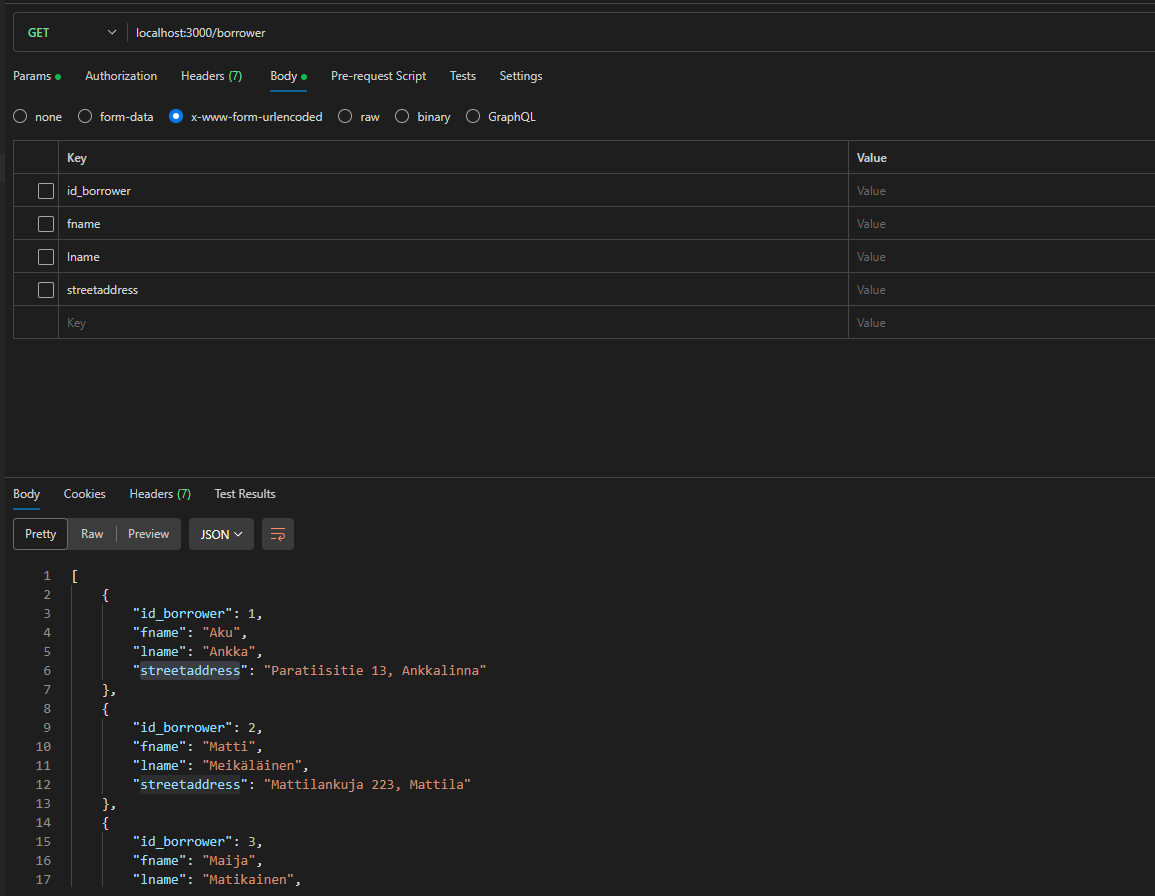 GET localhost:3000/borrower
Params Authorization Headers (7) Body Pre-request Script Tests Settings
none form-data x-www-form-urlencoded raw binary GraphQL
Key Value
id_borrower Value
fname Value
lname Value
streetaddress Value
Key Value
Body Cookies Headers (7) Test Results
Pretty Raw Preview JSON
1 [
2 {
3 "id_borrower": 1,
4 "fname": "Aku",
5 "lname": "Ankka",
6 "streetaddress": "Paratiisitie 13, Ankkalinna"
7 },
8 {
9 "id_borrower": 2,
10 "fname": "Matti",
11 "lname": "Meikäläinen",
12 "streetaddress": "Mattilankuja 223, Mattila"
13 },
14 {
15 "id_borrower": 3,
16 "fname": "Maija",
17 "lname": "Matikainen",